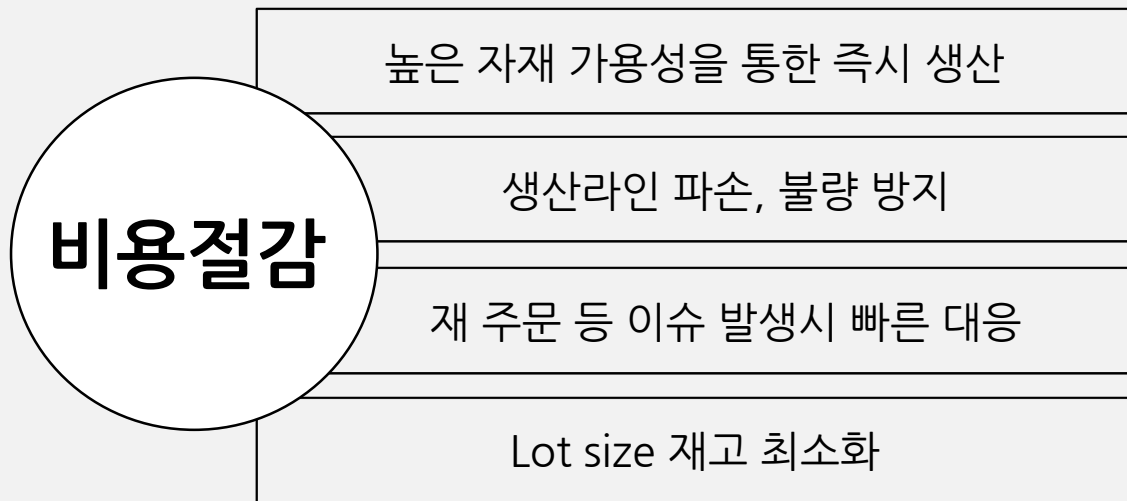 비용절감
높은 자재 가용성을 통한 즉시 생산
생산라인 파손, 불량 방지
재 주문 등 이슈 발생시 빠른 대응
Lot size 재고 최소화